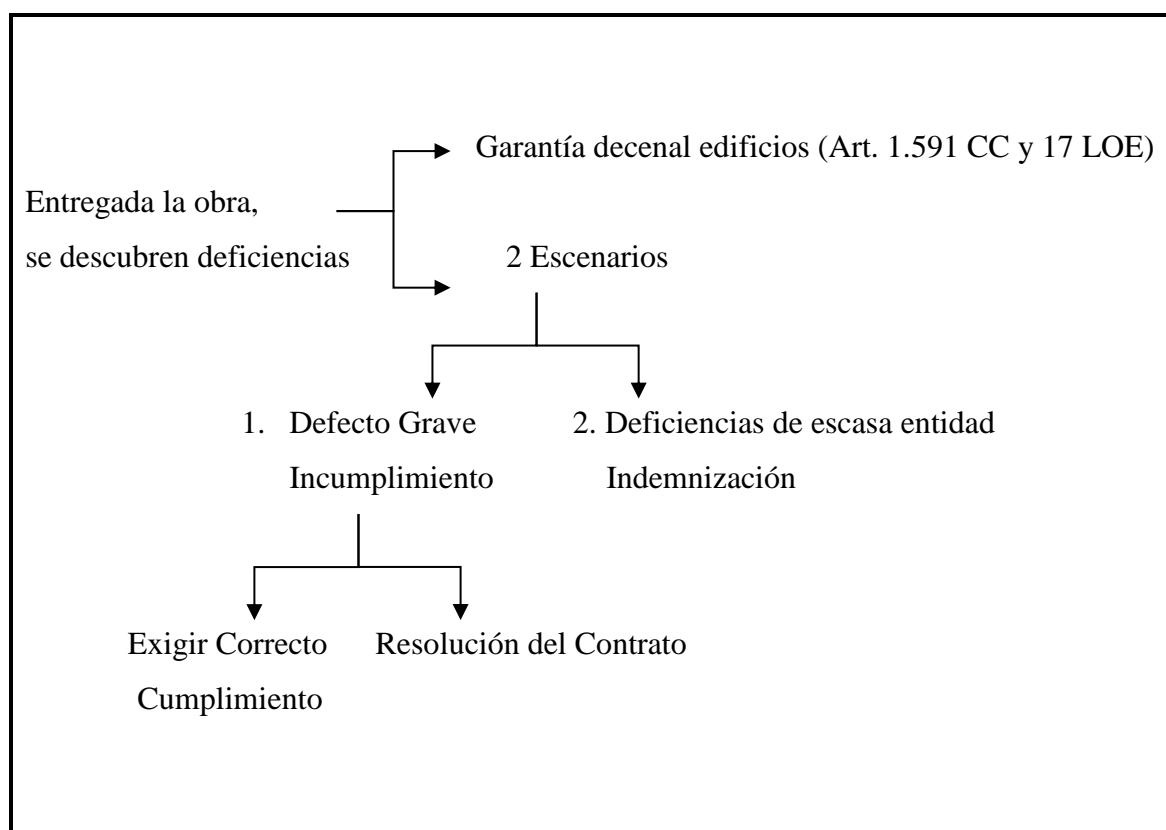 Garantía decenal edificios (Art. 1.591 CC y 17 LOE)
Entregada la obra,
se descubren deficiencias
2 Escenarios
1. Defecto Grave
Incumplimiento
2. Deficiencias de escasa entidad
Indemnización
Exigir Correcto
Cumplimiento
Resolución del Contrato